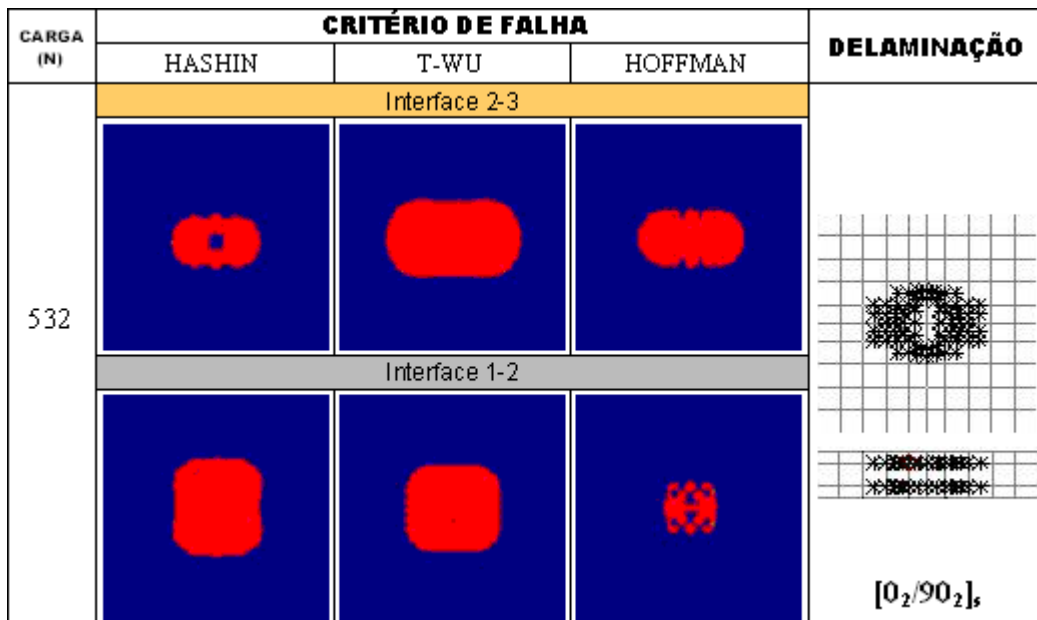 CARGA
(N)
CRITÉRIO DE FALHA
DELAMINAÇÃO
HASHIN
T-WU
HOFFMAN
Interface 2-3
532
Interface 1-2
[0₂/90₂]ₛ